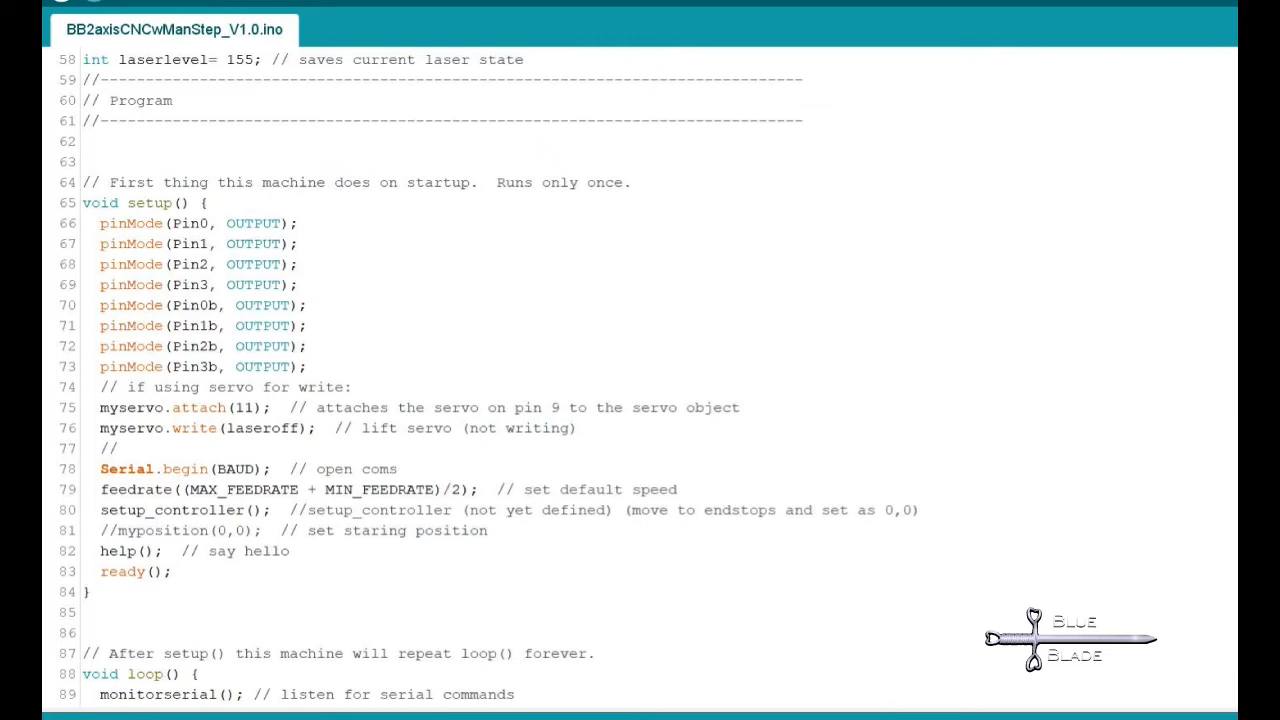 BB2axisCNCwManStep_V1.0.ino
58 int laserlevel= 155; // saves current laser state
59 //------------------------------------------------------------------------------
60 // Program
61 //------------------------------------------------------------------------------
62
63
64 // First thing this machine does on startup.  Runs only once.
65 void setup() {
66   pinMode(Pin0, OUTPUT);
67   pinMode(Pin1, OUTPUT);
68   pinMode(Pin2, OUTPUT);
69   pinMode(Pin3, OUTPUT);
70   pinMode(Pin0b, OUTPUT);
71   pinMode(Pin1b, OUTPUT);
72   pinMode(Pin2b, OUTPUT);
73   pinMode(Pin3b, OUTPUT);
74   // if using servo for write:
75   myservo.attach(11);  // attaches the servo on pin 9 to the servo object
76   myservo.write(laseroff);  // lift servo (not writing)
77   //
78   Serial.begin(BAUD);  // open coms
79   feedrate((MAX_FEEDRATE + MIN_FEEDRATE)/2);  // set default speed
80   setup_controller();  //setup_controller (not yet defined) (move to endstops and set as 0,0)
81   //myposition(0,0);  // set staring position
82   help();  // say hello
83   ready();
84 }
85
86
87 // After setup() this machine will repeat loop() forever.
88 void loop() {
89   monitorserial(); // listen for serial commands
BLUE
BLADE